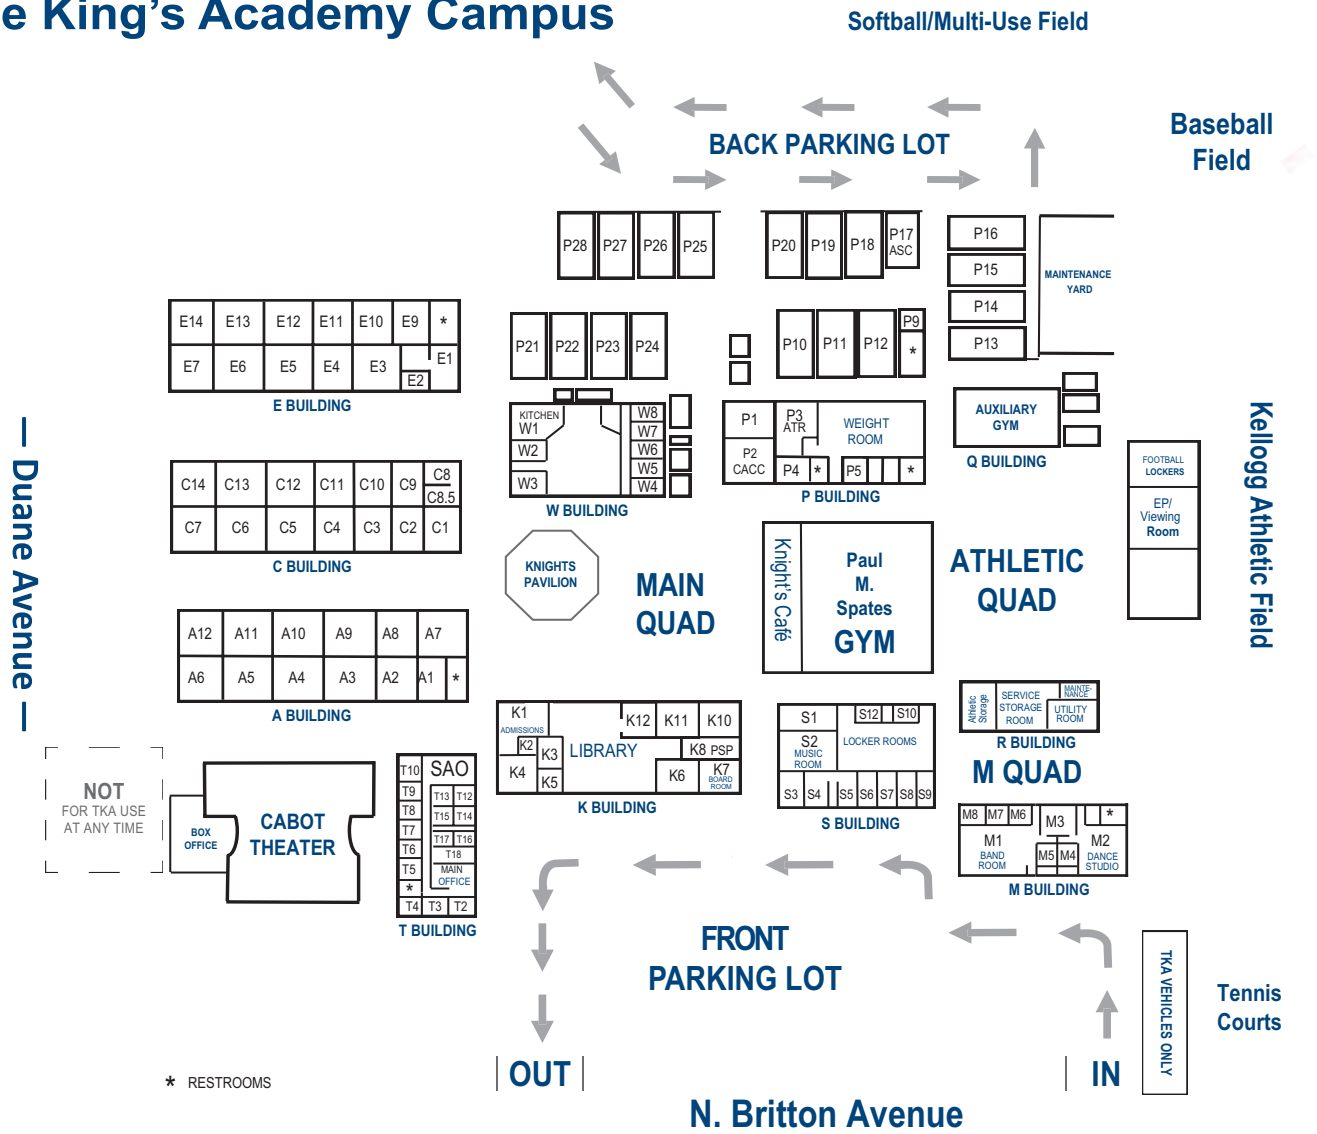 e King's Academy Campus
Softball/Multi-Use Field
Baseball
Field
BACK PARKING LOT
P28 P27 P26 P25
P20 P19 P18 P17
ASC
P16
P15
P14
P13
MAINTENANCE
YARD
E14 E13 E12 E11 E10 E9 *
E7 E6 E5 E4 E3 E2 E1
E BUILDING
P21 P22 P23 P24
P10 P11 P12 P9
*
KITCHEN
W1
W2
W3
W8
W7
W6
W5
W4
W BUILDING
P1
P2
CACC
P3
ATR
WEIGHT
ROOM
P4 * P5 *
P BUILDING
AUXILIARY
GYM
Q BUILDING
FOOTBALL
LOCKERS
EP/
Viewing
Room
Kellogg Athletic Field
— Duane Avenue —
C14 C13 C12 C11 C10 C9 C8
C8.5
C7 C6 C5 C4 C3 C2 C1
C BUILDING
KNIGHTS
PAVILION
MAIN
QUAD
Knight's Café
Paul
M.
Spates
GYM
ATHLETIC
QUAD
A12 A11 A10 A9 A8 A7
A6 A5 A4 A3 A2 A1 *
A BUILDING
K1
ADMISSIONS
K2
K3
K4
K5
LIBRARY
K12 K11 K10
K8 PSP
K6
K7
BOARD
ROOM
K BUILDING
S1
S2
MUSIC
ROOM
S12 S10
LOCKER ROOMS
S3 S4 S5 S6 S7 S8 S9
S BUILDING
Athletic
Storage
SERVICE
STORAGE
ROOM
MAINTE-
NANCE
UTILITY
ROOM
R BUILDING
M QUAD
M8 M7 M6
M3
*
M1
BAND
ROOM
M5 M4
M2
DANCE
STUDIO
M BUILDING
NOT
FOR TKA USE
AT ANY TIME
BOX
OFFICE
CABOT
THEATER
T10 SAO
T9 T13 T12
T8 T15 T14
T7 T17 T16
T6 T18
T5 MAIN
OFFICE
*
T4 T3 T2
T BUILDING
FRONT
PARKING LOT
TKA VEHICLES ONLY
Tennis
Courts
OUT
IN
* RESTROOMS
N. Britton Avenue